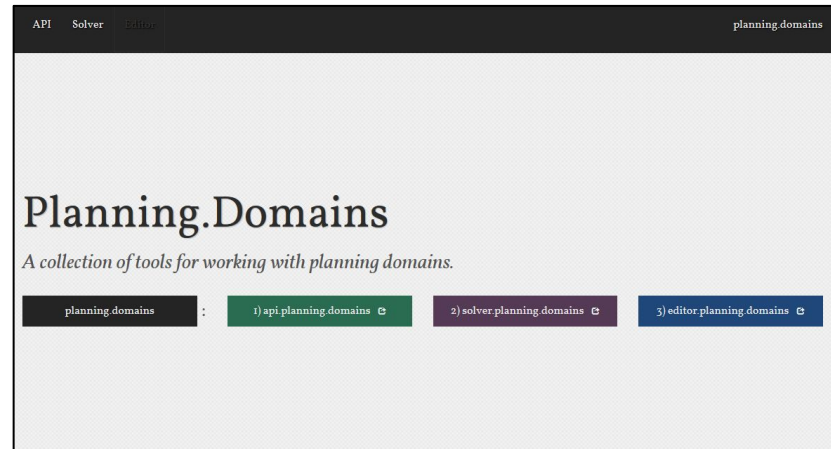 API Solver Editor planning.domains
Planning.Domains
A collection of tools for working with planning domains.
planning.domains : 1) api.planning.domains 2) solver.planning.domains 3) editor.planning.domains